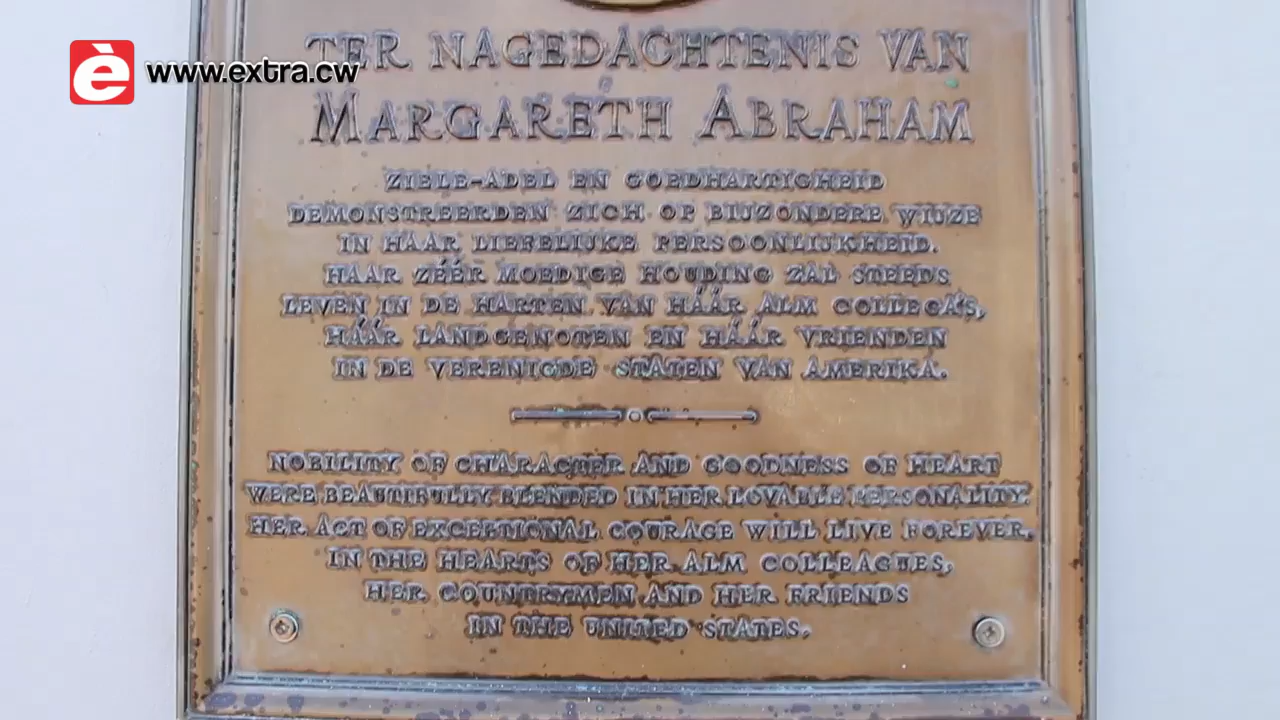 è www.extra.cw
TER NAGEDACHTENIS VAN
MARGARETH ABRAHAM
ZIELE-ADEL EN GOEDHARTIGHEID
DEMONSTREERDEN ZICH OP BIJZONDERE WIJZE
IN HAAR LIEFELIJKE PERSOONLIJKHEID.
HAAR ZÉÉR MOEDIGE HOUDING ZAL STEEDS
LEVEN IN DE HARTEN VAN HÁÁR ALM COLLEGA'S,
HÁÁR LANDGENOTEN EN HÁÁR VRIENDEN
IN DE VERENIGDE STATEN VAN AMERIKA.
NOBILITY OF CHARACTER AND GOODNESS OF HEART
WERE BEAUTIFULLY BLENDED IN HER LOVABLE PERSONALITY.
HER ACT OF EXCEPTIONAL COURAGE WILL LIVE FOREVER,
IN THE HEARTS OF HER ALM COLLEAGUES,
HER COUNTRYMEN AND HER FRIENDS
IN THE UNITED STATES.